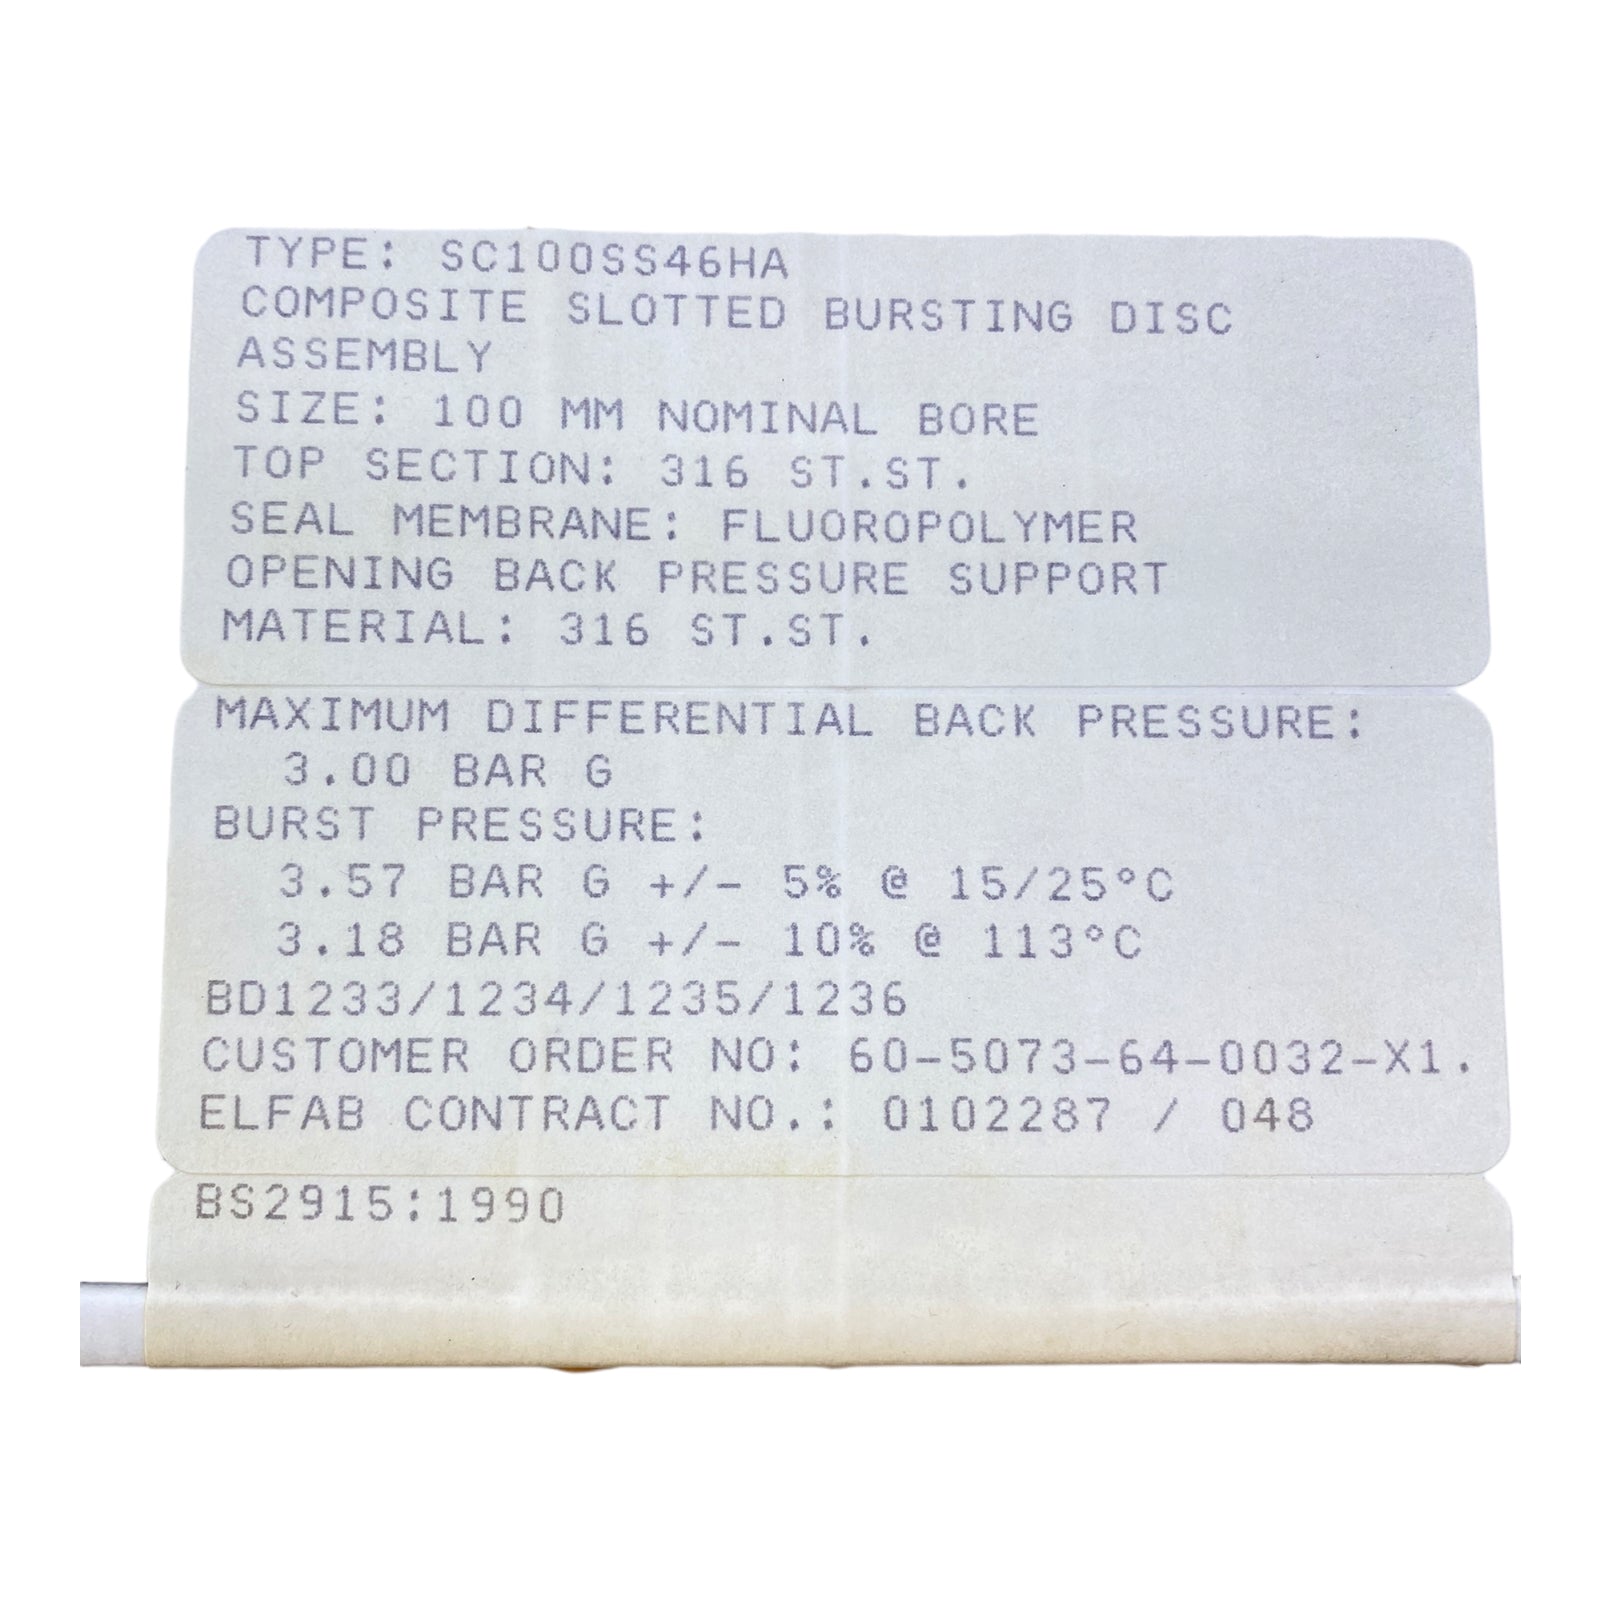 TYPE: SC100SS46HA
COMPOSITE SLOTTED BURSTING DISC
ASSEMBLY
SIZE: 100 MM NOMINAL BORE
TOP SECTION: 316 ST.ST.
SEAL MEMBRANE: FLUOROPOLYMER
OPENING BACK PRESSURE SUPPORT
MATERIAL: 316 ST.ST.
MAXIMUM DIFFERENTIAL BACK PRESSURE:
3.00 BAR G
BURST PRESSURE:
3.57 BAR G +/- 5% @ 15/25°C
3.18 BAR G +/- 10% @ 113°C
BD1233/1234/1235/1236
CUSTOMER ORDER NO: 60-5073-64-0032-X1.
ELFAB CONTRACT NO.: 0102287 / 048
BS2915:1990